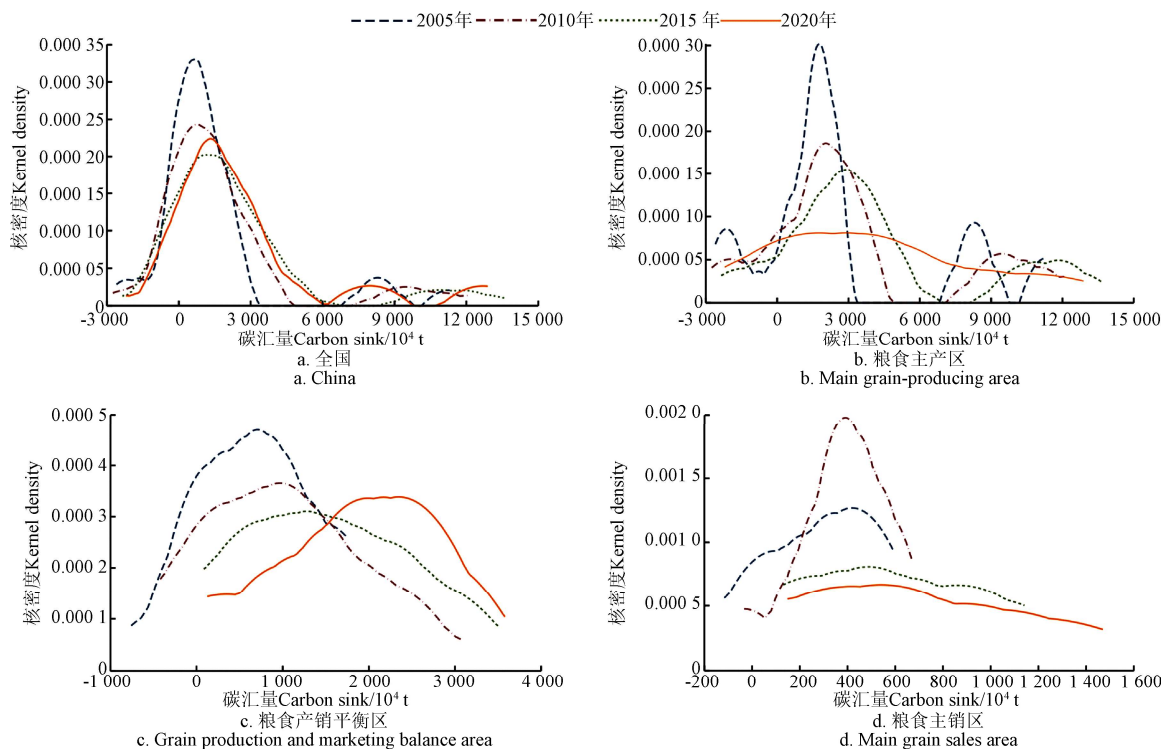 2005年 2010年 2015 年 2020年
0.000 35
0.000 30
0.000 25
0.000 20
0.000 15
0.000 10
0.000 05
0
核密度Kernel density
-3 000 0 3 000 6 000 9 000 12 000 15 000
碳汇量Carbon sink/10⁴ t
a. 全国
a. China
0.000 30
0.000 25
0.000 20
0.000 15
0.000 10
0.000 05
0
核密度Kernel density
-3 000 0 3 000 6 000 9 000 12 000 15 000
碳汇量Carbon sink/10⁴ t
b. 粮食主产区
b. Main grain-producing area
0.000 5
0.000 4
0.000 3
0.000 2
0.000 1
0
核密度Kernel density
-1 000 0 1 000 2 000 3 000 4 000
碳汇量Carbon sink/10⁴ t
c. 粮食产销平衡区
c. Grain production and marketing balance area
0.002 0
0.001 5
0.001 0
0.000 5
0
核密度Kernel density
-200 0 200 400 600 800 1 000 1 200 1 400 1 600
碳汇量Carbon sink/10⁴ t
d. 粮食主销区
d. Main grain sales area